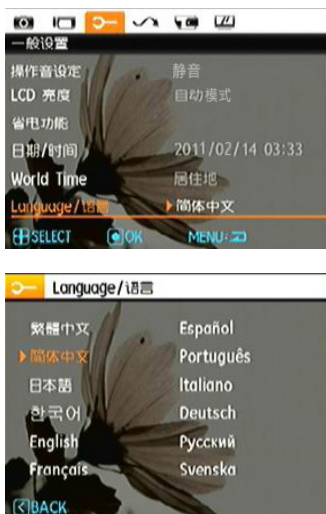 一般设置
操作音设定 静音
LCD 亮度 自动模式
省电功能
日期/时间 2011/02/14 03:33
World Time 居住地
Language/语言 简体中文
SELECT OK MENU:
Language/语言
繁體中文 Español
简体中文 Português
日本語 Italiano
한국어 Deutsch
English Русский
Français Svenska
BACK